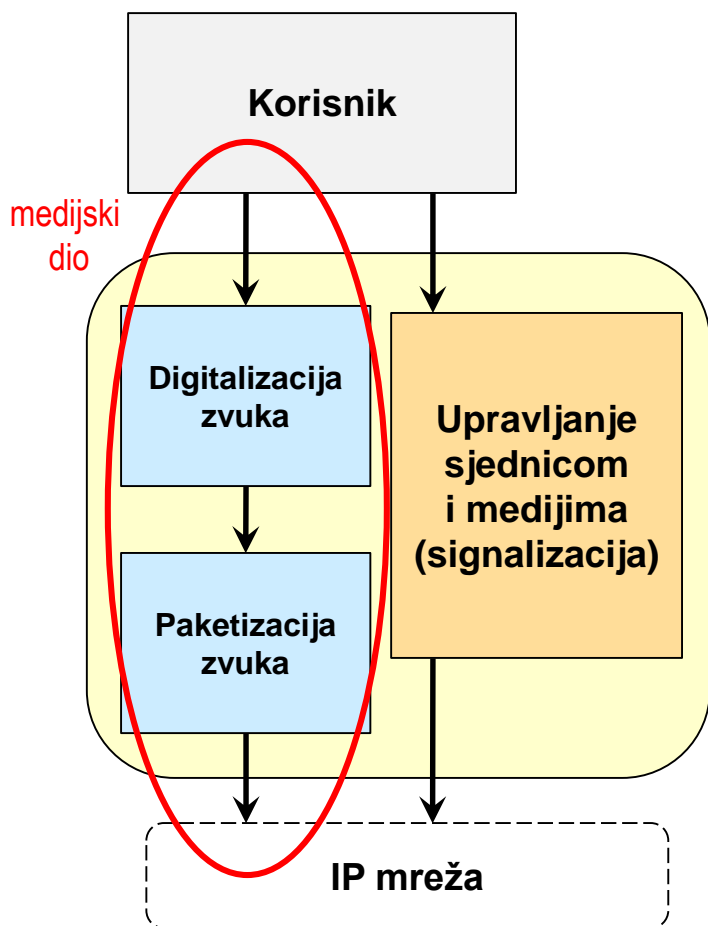 Korisnik
medijski
dio
Digitalizacija
zvuka
Upravljanje
sjednicom
i medijima
(signalizacija)
Paketizacija
zvuka
IP mreža